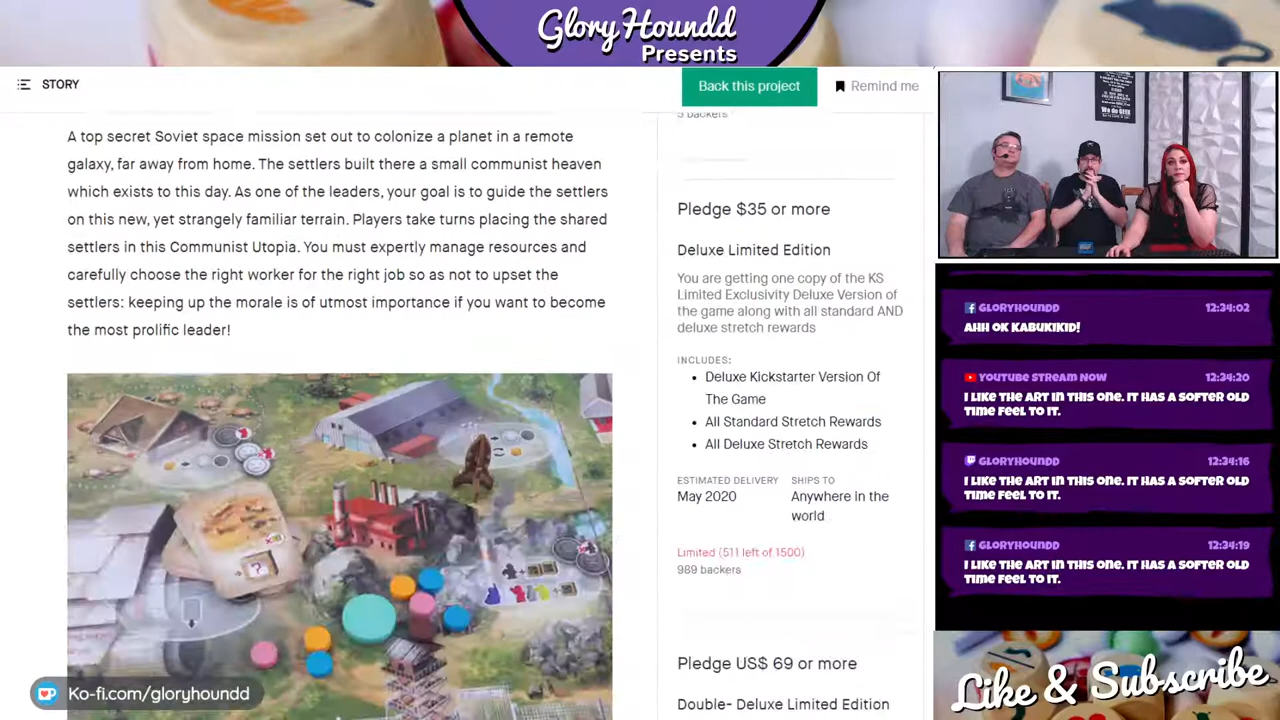 GloryHoundd
Presents
STORY
Back this project
Remind me
A top secret Soviet space mission set out to colonize a planet in a remote
galaxy, far away from home. The settlers built there a small communist heaven
which exists to this day. As one of the leaders, your goal is to guide the settlers
on this new, yet strangely familiar terrain. Players take turns placing the shared
settlers in this Communist Utopia. You must expertly manage resources and
carefully choose the right worker for the right job so as not to upset the
settlers: keeping up the morale is of utmost importance if you want to become
the most prolific leader!
5 backers
Pledge $35 or more
Deluxe Limited Edition
You are getting one copy of the KS
Limited Exclusivity Deluxe Version of
the game along with all standard AND
deluxe stretch rewards
INCLUDES:
• Deluxe Kickstarter Version Of
The Game
• All Standard Stretch Rewards
• All Deluxe Stretch Rewards
ESTIMATED DELIVERY
May 2020
SHIPS TO
Anywhere in the
world
Limited (511 left of 1500)
989 backers
Pledge US$ 69 or more
Double- Deluxe Limited Edition
We do GEEK
GLORYHOUNDD 12:34:02
AHH OK KABUKIKID!
YOUTUBE STREAM NOW 12:34:20
I LIKE THE ART IN THIS ONE. IT HAS A SOFTER OLD
TIME FEEL TO IT.
GLORYHOUNDD 12:34:16
I LIKE THE ART IN THIS ONE. IT HAS A SOFTER OLD
TIME FEEL TO IT.
GLORYHOUNDD 12:34:19
I LIKE THE ART IN THIS ONE. IT HAS A SOFTER OLD
TIME FEEL TO IT.
Ko-fi.com/gloryhoundd
Like & Subscribe